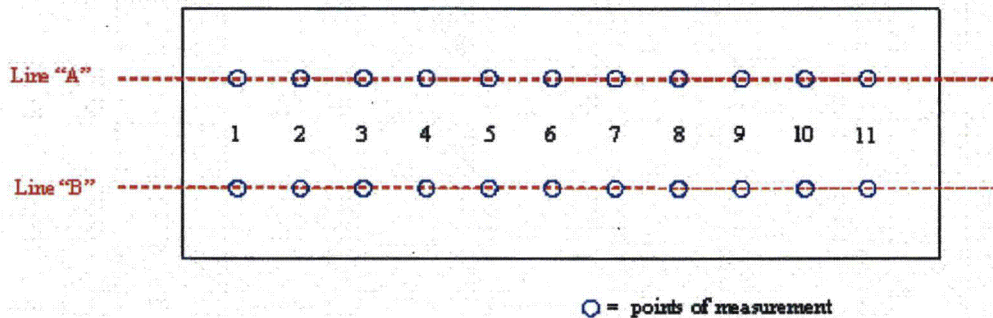 Line "A"
1 2 3 4 5 6 7 8 9 10 11
Line "B"
= points of measurement